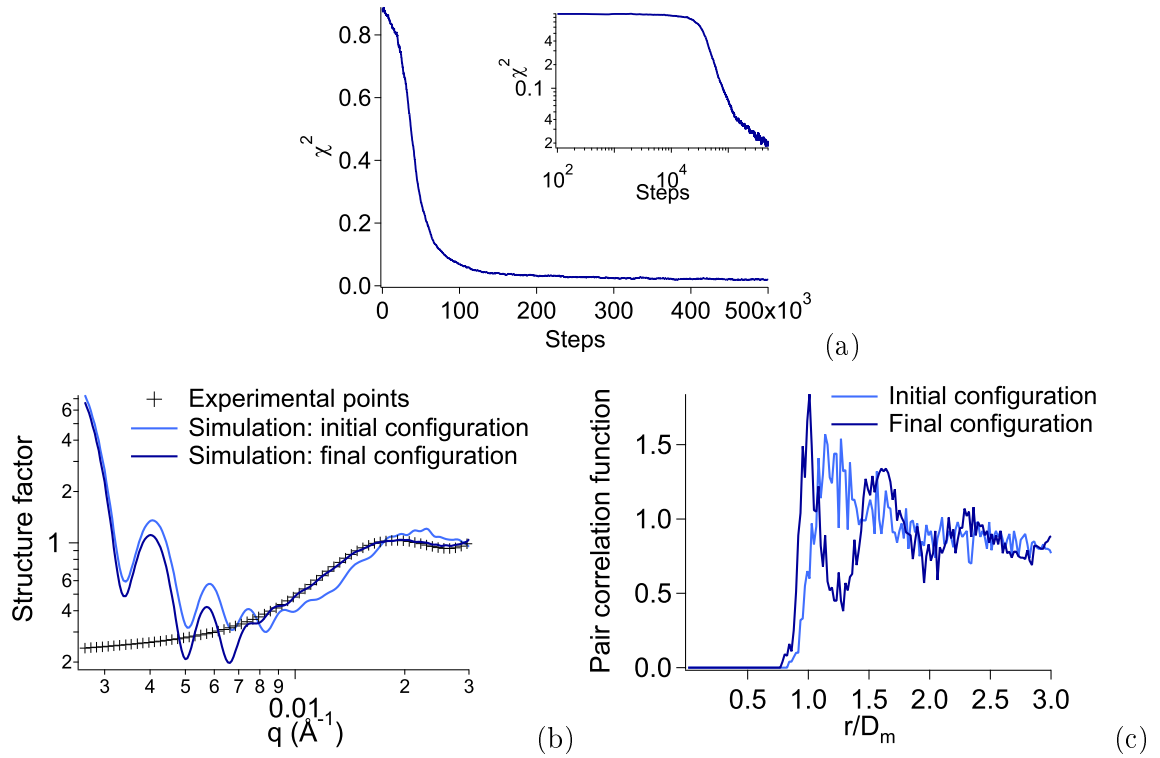 0.8
0.6
0.4
0.2
0.0
χ²
0 100 200 300 400 500x10³
Steps
4
2
0.1
4
2
χ²
10² 10⁴
Steps
(a)
Experimental points
Simulation: initial configuration
Simulation: final configuration
Structure factor
6
4
2
1
6
4
2
3 4 5 6 7 8 9 2 3
0.01
q (Å⁻¹)
(b)
Initial configuration
Final configuration
Pair correlation function
1.5
1.0
0.5
0.0
0.5 1.0 1.5 2.0 2.5 3.0
r/Dₘ
(c)